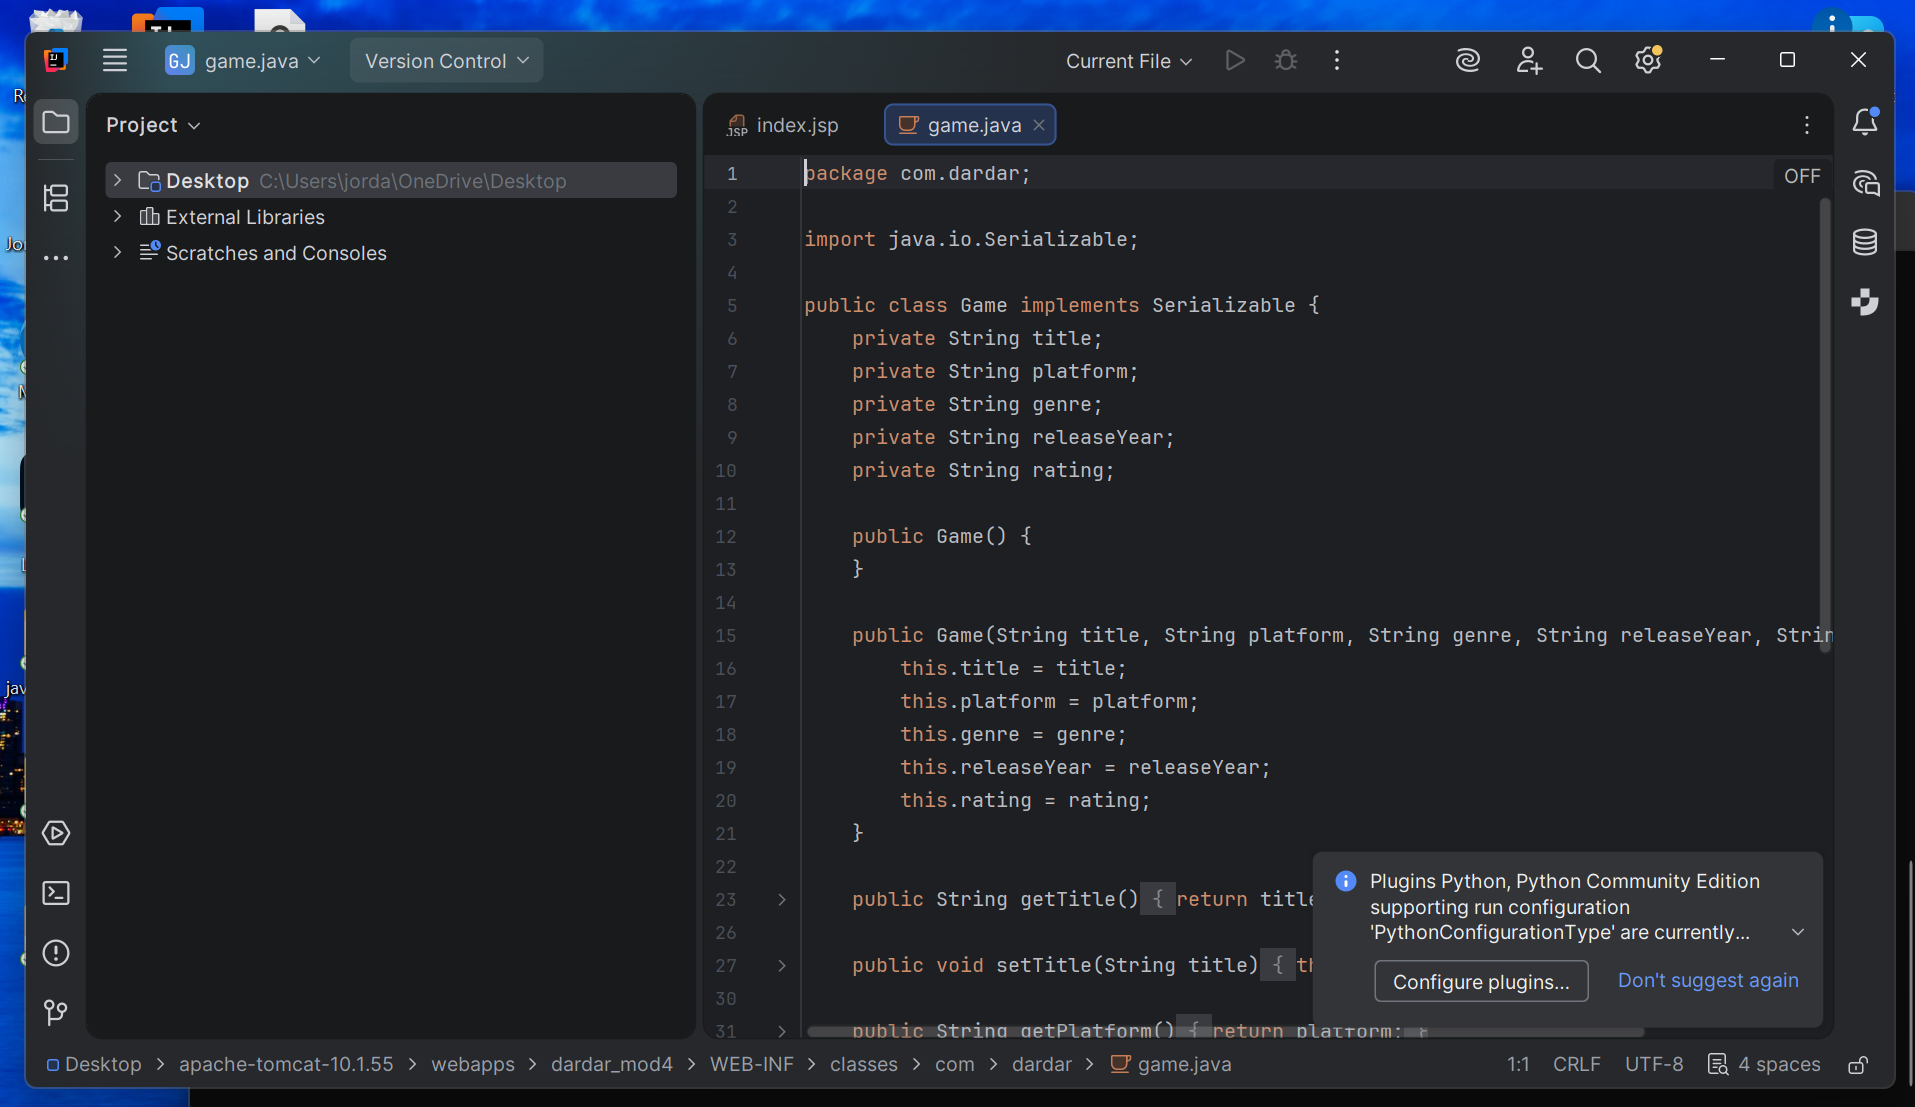 GJ game.java Version Control Current File
Project
Desktop C:\Users\jorda\OneDrive\Desktop
External Libraries
Scratches and Consoles
JSP index.jsp game.java
OFF
1 package com.dardar;
2
3 import java.io.Serializable;
4
5 public class Game implements Serializable {
6 private String title;
7 private String platform;
8 private String genre;
9 private String releaseYear;
10 private String rating;
11
12 public Game() {
13 }
14
15 public Game(String title, String platform, String genre, String releaseYear, Strin
16 this.title = title;
17 this.platform = platform;
18 this.genre = genre;
19 this.releaseYear = releaseYear;
20 this.rating = rating;
21 }
22
23 public String getTitle() { return title
26
27 public void setTitle(String title) { th
30
31 public String getPlatform() { return platform; }
Plugins Python, Python Community Edition
supporting run configuration
'PythonConfigurationType' are currently...
Configure plugins... Don't suggest again
Desktop > apache-tomcat-10.1.55 > webapps > dardar_mod4 > WEB-INF > classes > com > dardar > game.java
1:1 CRLF UTF-8 4 spaces